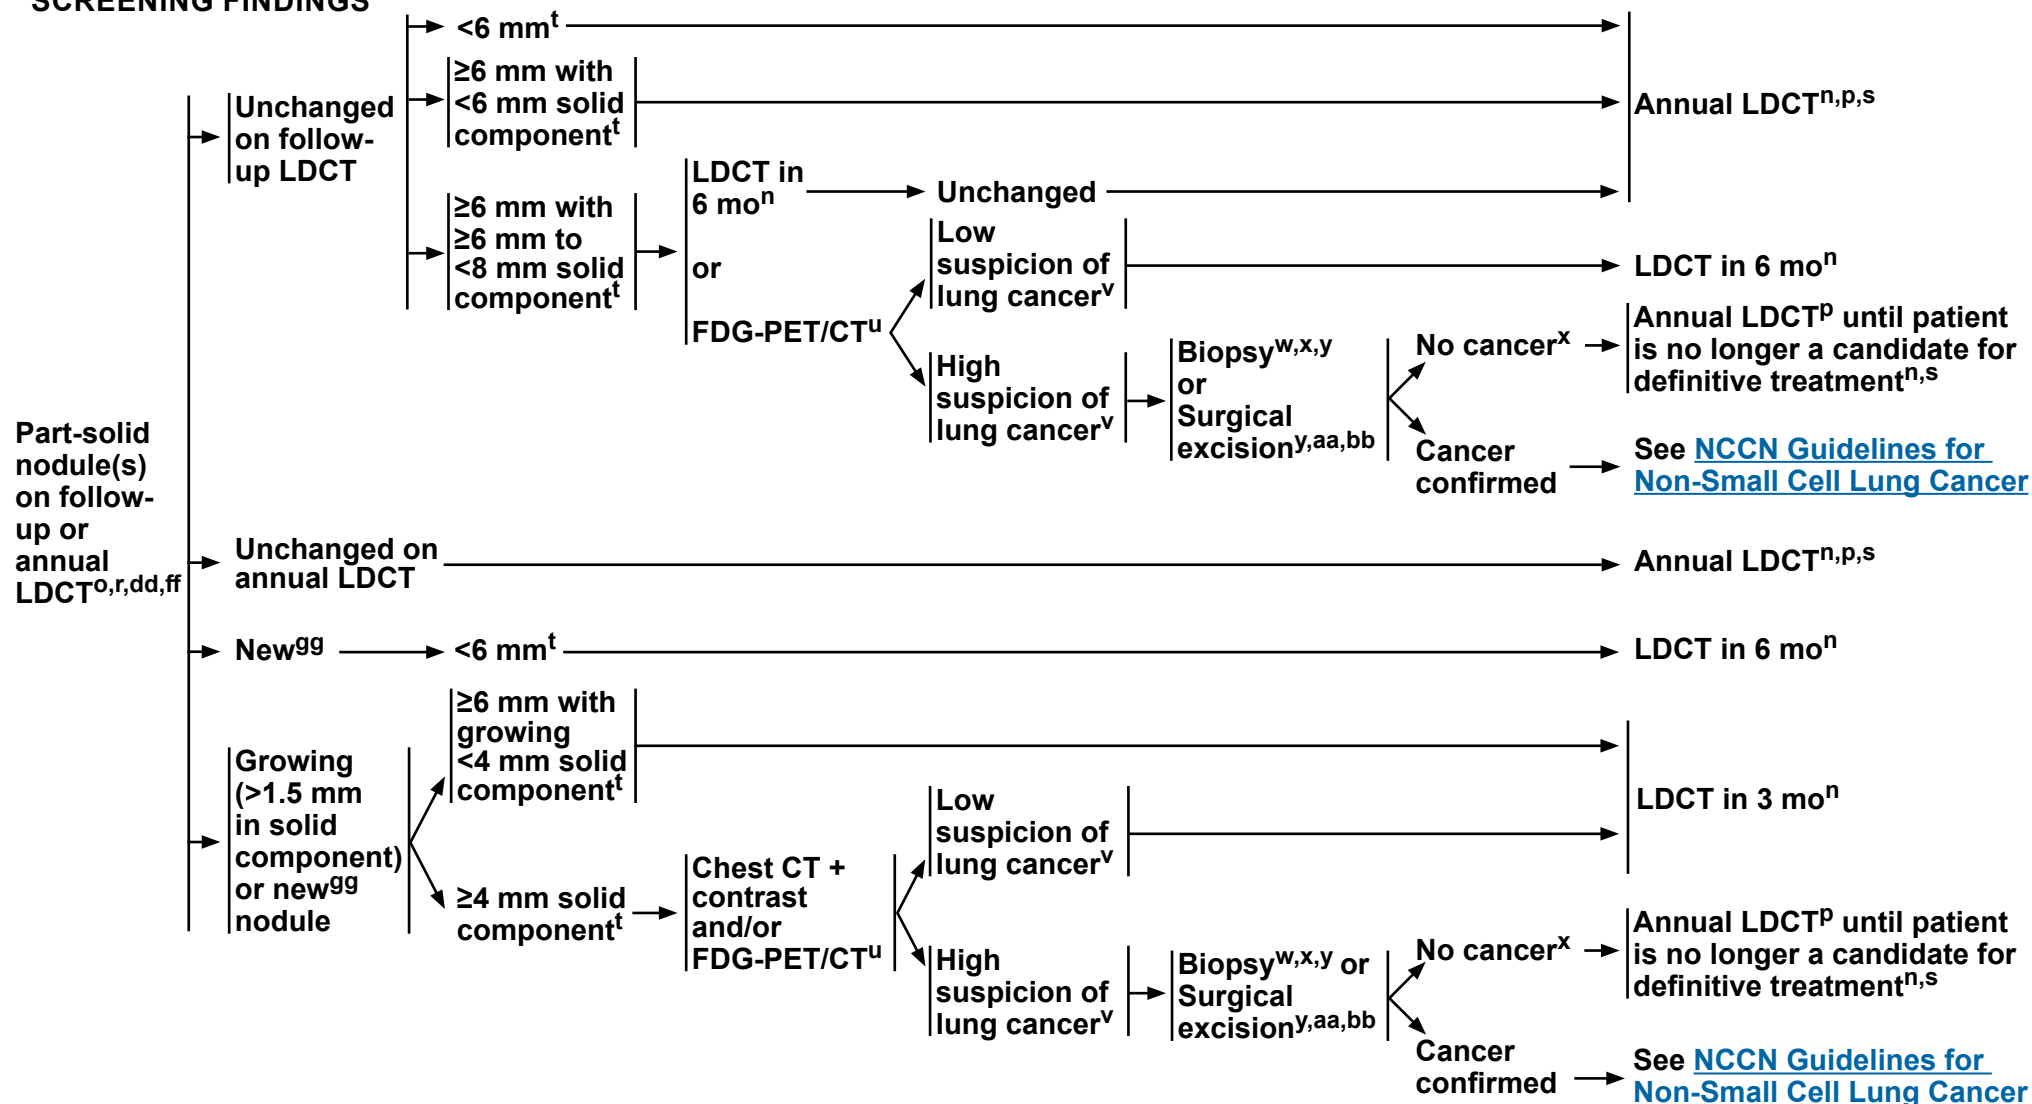 SCREENING FINDINGS
Part-solid
nodule(s)
on follow-
up or
annual
LDCTo,r,dd,ff
Unchanged
on follow-
up LDCT
<6 mmt
≥6 mm with
<6 mm solid
componentt
Annual LDCTn,p,s
≥6 mm with
≥6 mm to
<8 mm solid
componentt
LDCT in
6 mon
or
FDG-PET/CTu
Unchanged
Low
suspicion of
lung cancerv
LDCT in 6 mon
High
suspicion of
lung cancerv
Biopsyw,x,y
or
Surgical
excisiony,aa,bb
No cancerx
Annual LDCTp until patient
is no longer a candidate for
definitive treatmentn,s
Cancer
confirmed
See NCCN Guidelines for
Non-Small Cell Lung Cancer
Unchanged on
annual LDCT
Annual LDCTn,p,s
Newgg
<6 mmt
LDCT in 6 mon
Growing
(>1.5 mm
in solid
component)
or newgg
nodule
≥6 mm with
growing
<4 mm solid
componentt
LDCT in 3 mon
≥4 mm solid
componentt
Chest CT +
contrast
and/or
FDG-PET/CTu
Low
suspicion of
lung cancerv
High
suspicion of
lung cancerv
Biopsyw,x,y or
Surgical
excisiony,aa,bb
No cancerx
Annual LDCTp until patient
is no longer a candidate for
definitive treatmentn,s
Cancer
confirmed
See NCCN Guidelines for
Non-Small Cell Lung Cancer